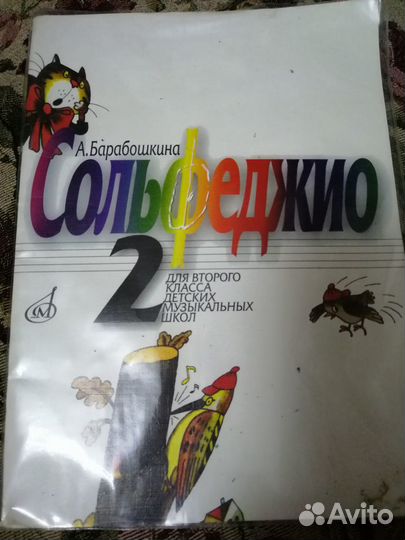 А.Барабошкина
Сольфеджио
2
ДЛЯ ВТОРОГО
КЛАССА
ДЕТСКИХ
МУЗЫКАЛЬНЫХ
ШКОЛ
Avito